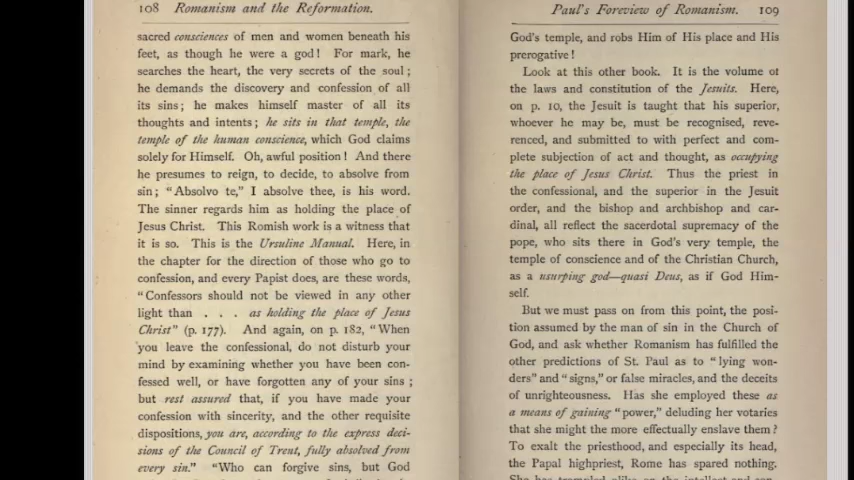 108 Romanism and the Reformation.
sacred consciences of men and women beneath his
feet, as though he were a god! For mark, he
searches the heart, the very secrets of the soul;
he demands the discovery and confession of all
its sins; he makes himself master of all its
thoughts and intents; he sits in that temple, the
temple of the human conscience, which God claims
solely for Himself. Oh, awful position! And there
he presumes to reign, to decide, to absolve from
sin; "Absolvo te," I absolve thee, is his word.
The sinner regards him as holding the place of
Jesus Christ. This Romish work is a witness that
it is so. This is the Ursuline Manual. Here, in
the chapter for the direction of those who go to
confession, and every Papist does, are these words,
"Confessors should not be viewed in any other
light than . . . as holding the place of Jesus
Christ" (p. 177). And again, on p. 182, "When
you leave the confessional, do not disturb your
mind by examining whether you have been con-
fessed well, or have forgotten any of your sins;
but rest assured that, if you have made your
confession with sincerity, and the other requisite
dispositions, you are, according to the express deci-
sions of the Council of Trent, fully absolved from
every sin." "Who can forgive sins, but God
Paul's Foreview of Romanism. 109
God's temple, and robs Him of His place and His
prerogative!
Look at this other book. It is the volume of
the laws and constitution of the Jesuits. Here,
on p. 10, the Jesuit is taught that his superior,
whoever he may be, must be recognised, reve-
renced, and submitted to with perfect and com-
plete subjection of act and thought, as occupying
the place of Jesus Christ. Thus the priest in
the confessional, and the superior in the Jesuit
order, and the bishop and archbishop and car-
dinal, all reflect the sacerdotal supremacy of the
pope, who sits there in God's very temple, the
temple of conscience and of the Christian Church,
as a usurping god—quasi Deus, as if God Him-
self.
But we must pass on from this point, the posi-
tion assumed by the man of sin in the Church of
God, and ask whether Romanism has fulfilled the
other predictions of St. Paul as to "lying won-
ders" and "signs," or false miracles, and the deceits
of unrighteousness. Has she employed these as
a means of gaining "power," deluding her votaries
that she might the more effectually enslave them?
To exalt the priesthood, and especially its head,
the Papal highpriest, Rome has spared nothing.